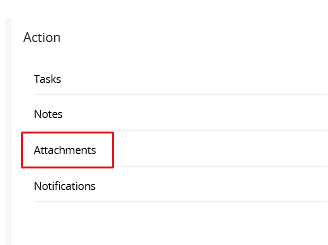 Action
Tasks
Notes
Attachments
Notifications